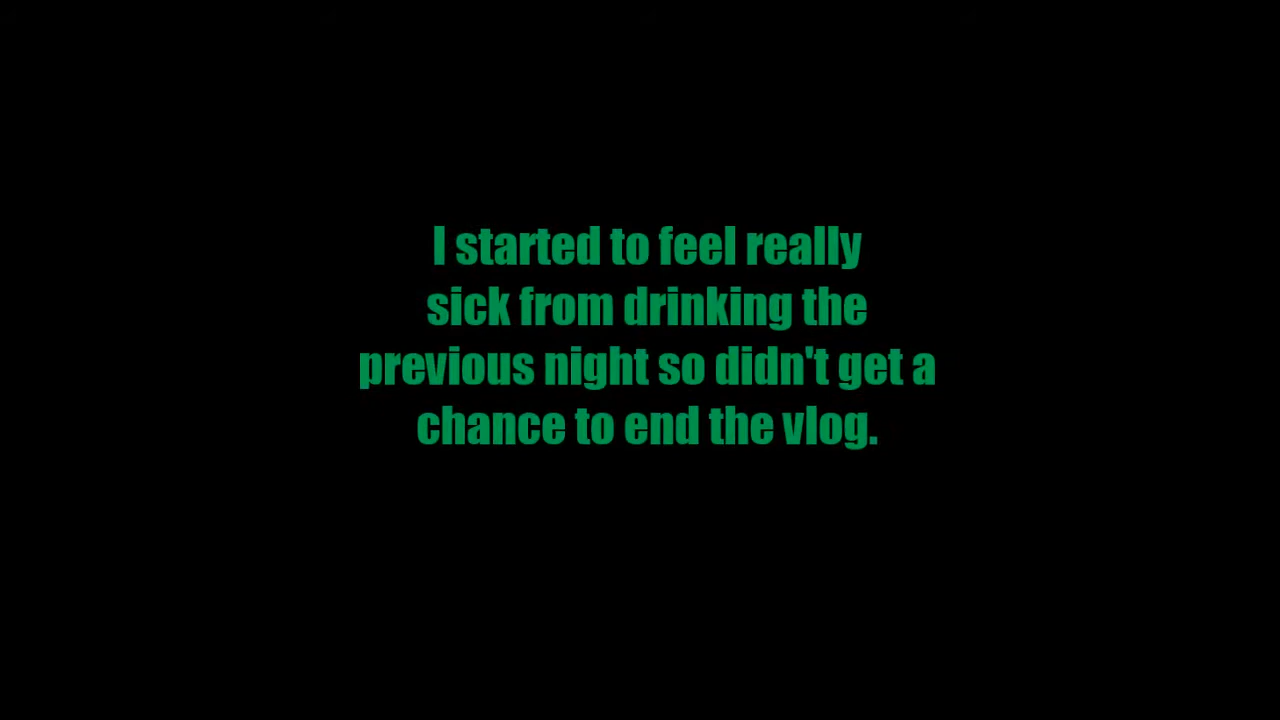 I started to feel really
sick from drinking the
previous night so didn't get a
chance to end the vlog.